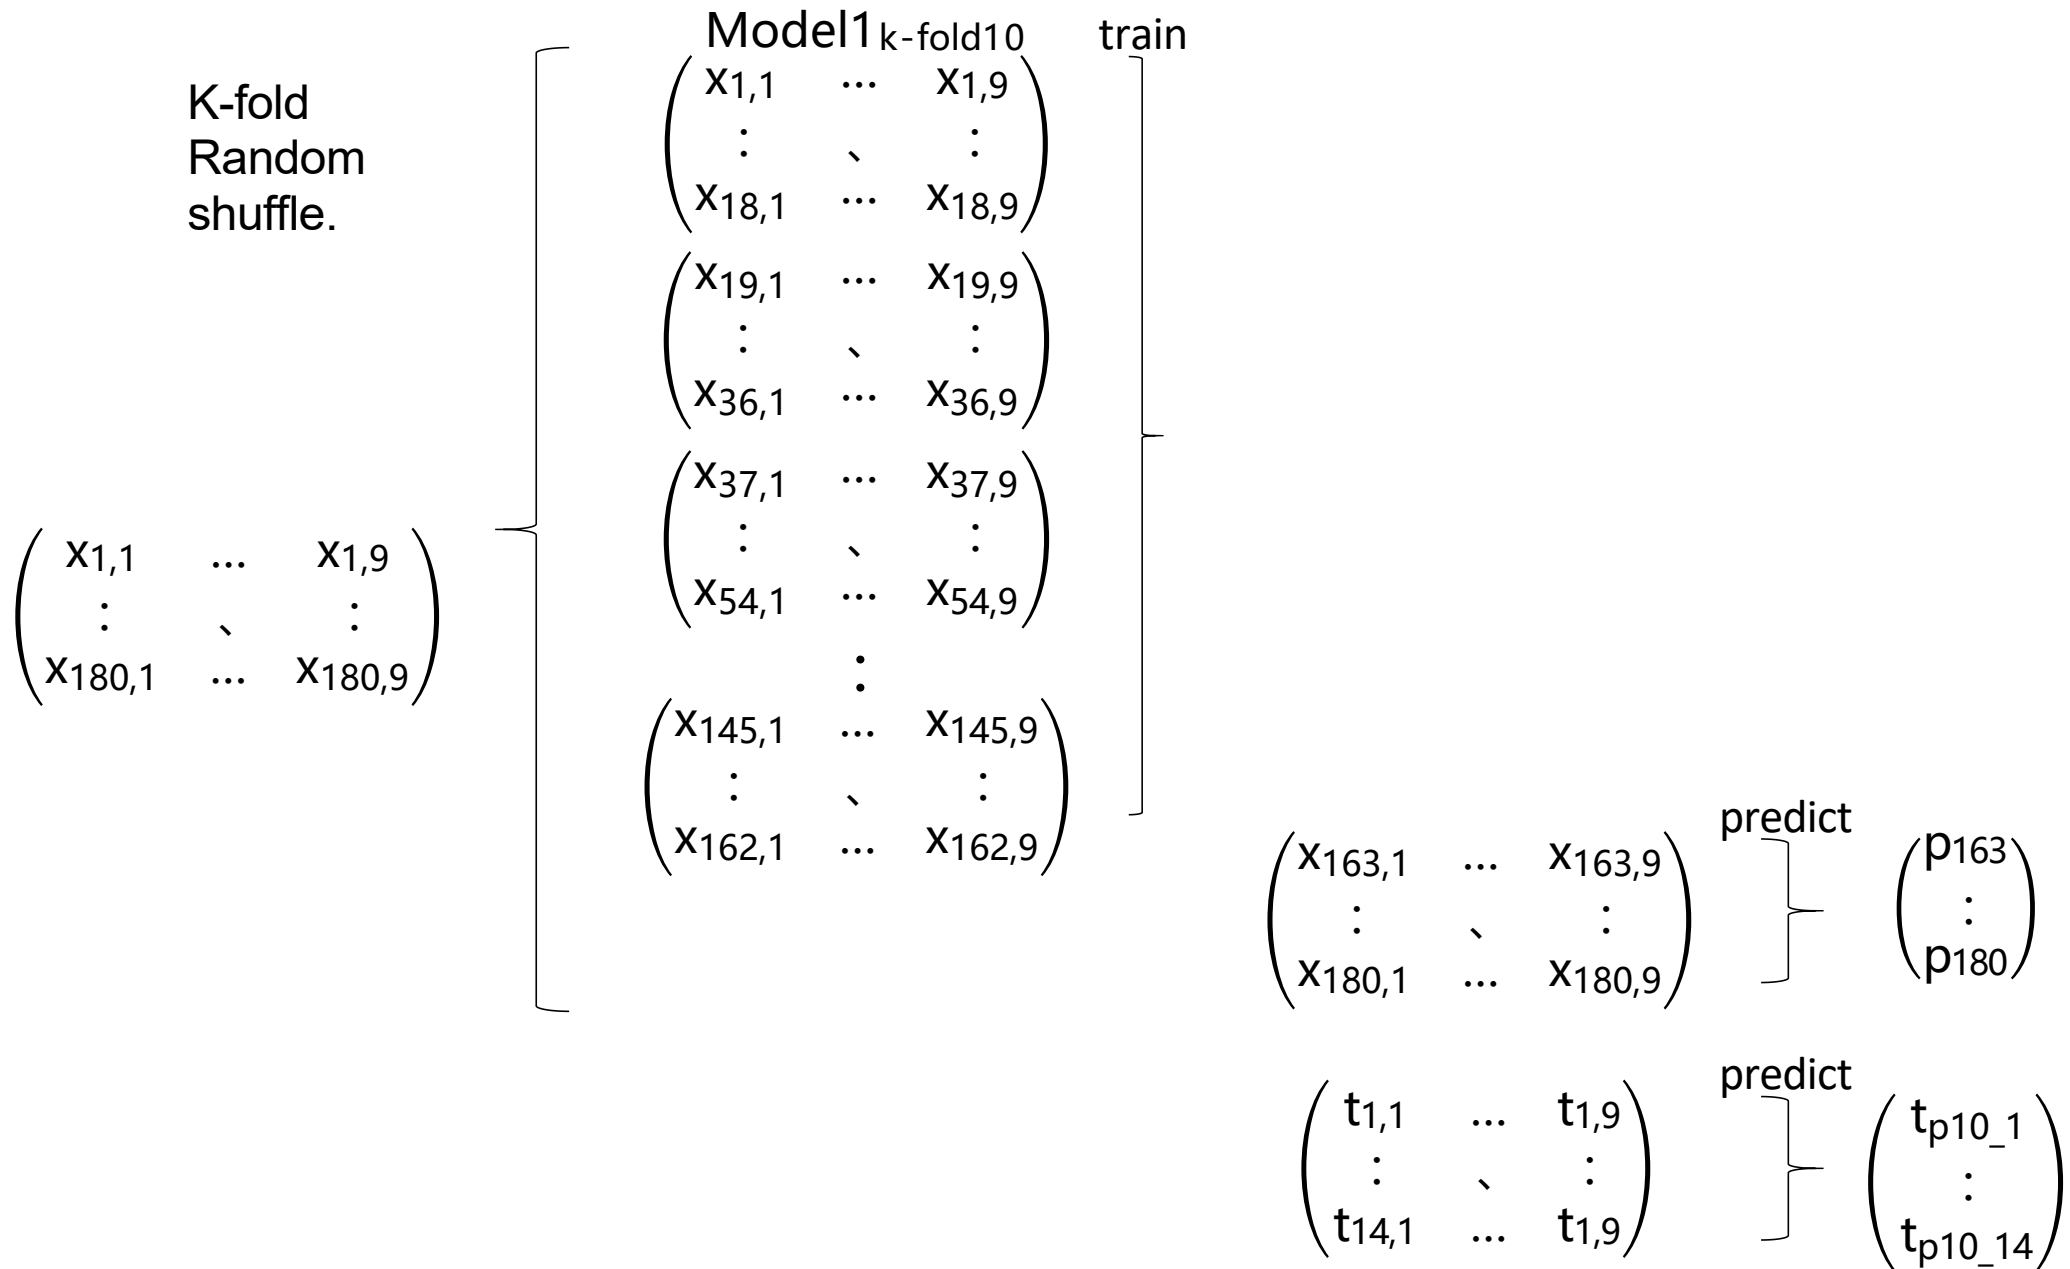 Model1k-fold10 train
K-fold
Random
shuffle.
x1,1 ... x1,9
: 、 :
x18,1 ... x18,9
x19,1 ... x19,9
: 、 :
x36,1 ... x36,9
x37,1 ... x37,9
: 、 :
x54,1 ... x54,9
:
x1,1 ... x1,9
: 、 :
x180,1 ... x180,9
x145,1 ... x145,9
: 、 :
x162,1 ... x162,9
predict
x163,1 ... x163,9
: 、 :
x180,1 ... x180,9
p163
:
p180
predict
t1,1 ... t1,9
: 、 :
t14,1 ... t1,9
tp10_1
:
tp10_14